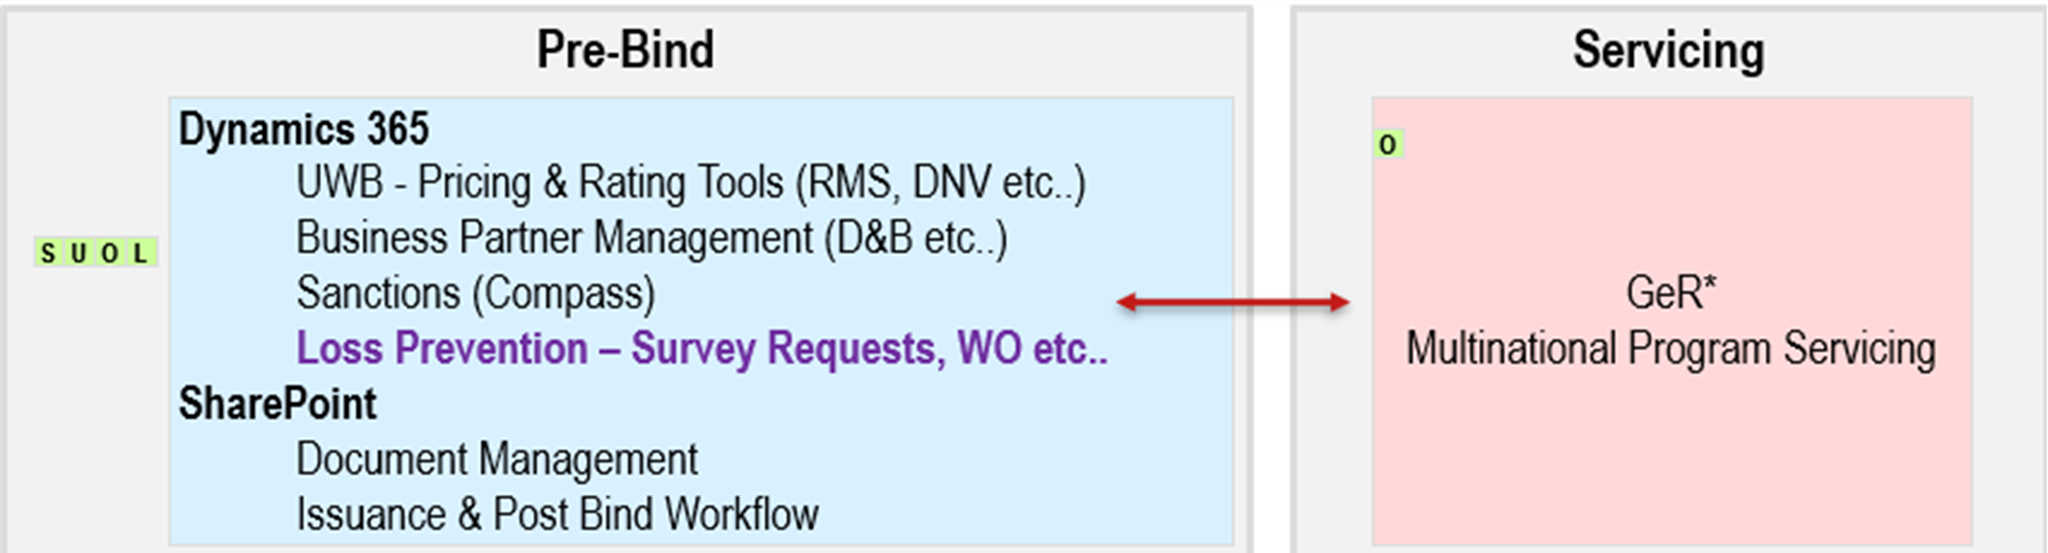 Pre-Bind
Servicing
Dynamics 365
UWB - Pricing & Rating Tools (RMS, DNV etc..)
Business Partner Management (D&B etc..)
Sanctions (Compass)
Loss Prevention – Survey Requests, WO etc..
SharePoint
Document Management
Issuance & Post Bind Workflow
S U O L
O
GeR*
Multinational Program Servicing